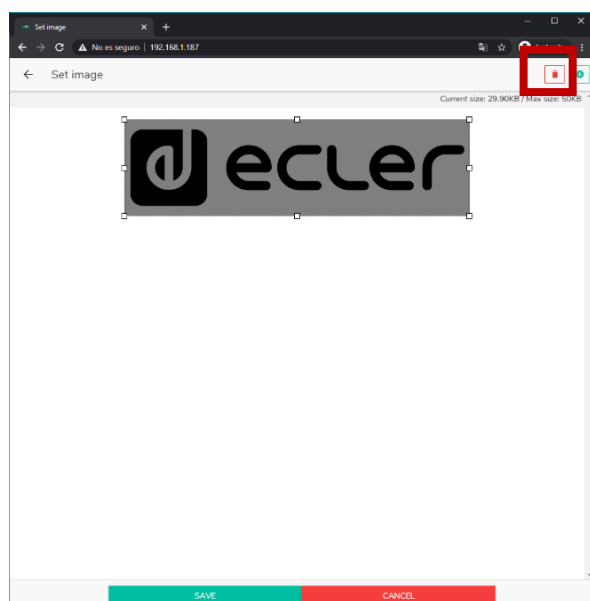 Set image
No es seguro | 192.168.1.187
Set image
Current size: 29.90KB / Max size: 50KB
ecler
SAVE
CANCEL